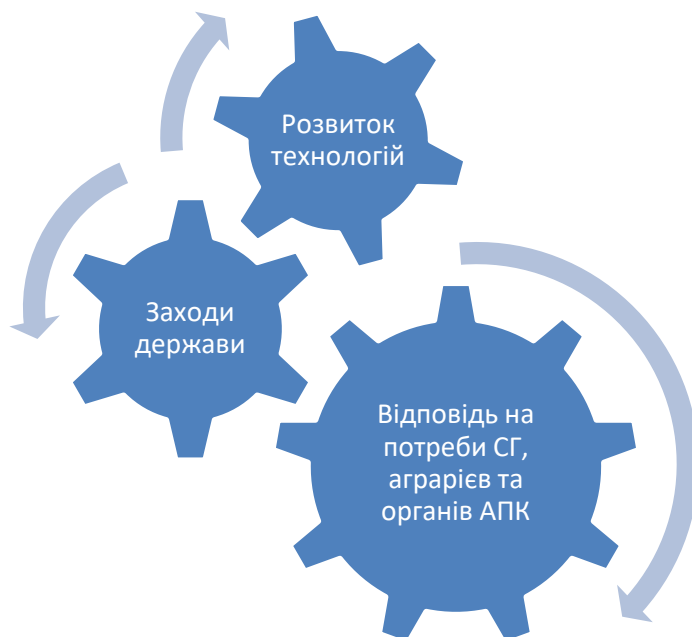 Розвиток
технологій
Заходи
держави
Відповідь на
потреби СГ,
аграрієв та
органів АПК